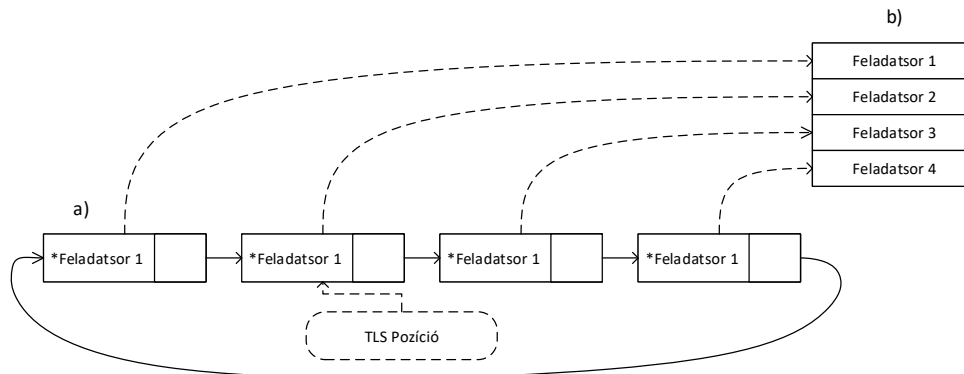 b)
Feladatsor 1
Feladatsor 2
Feladatsor 3
Feladatsor 4
a)
*Feladatsor 1
*Feladatsor 1
*Feladatsor 1
*Feladatsor 1
TLS Pozíció